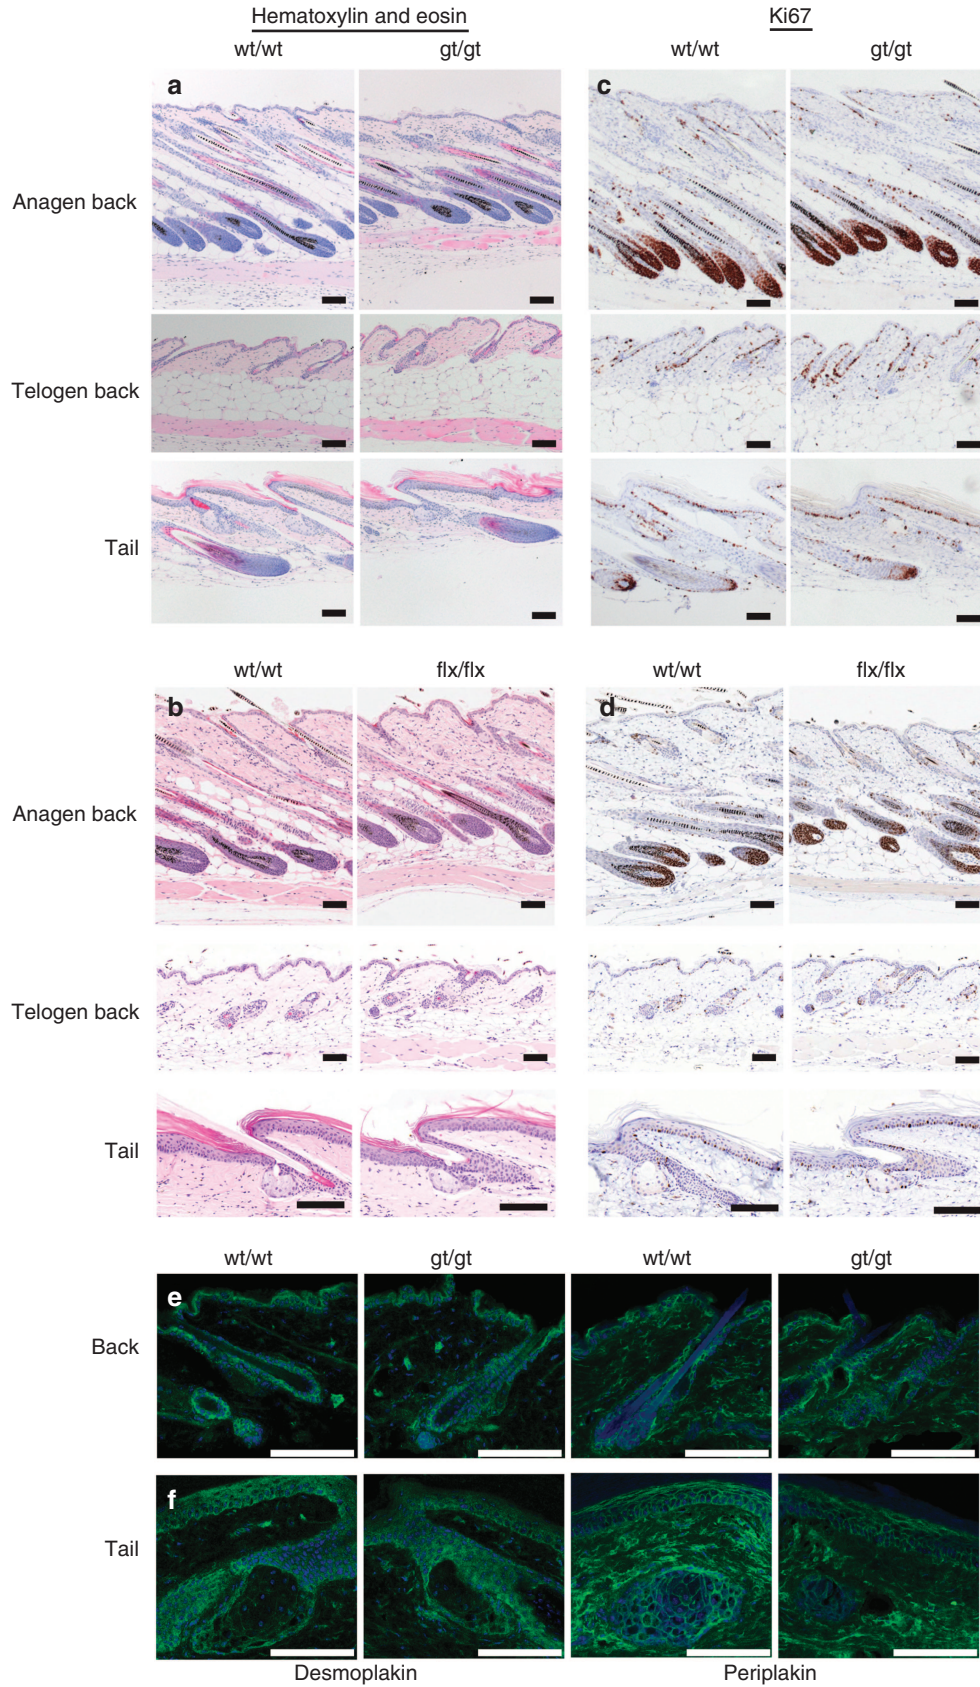 Hematoxylin and eosin
Ki67
wt/wt
gt/gt
wt/wt
gt/gt
a
c
Anagen back
Telogen back
Tail
wt/wt
flx/flx
wt/wt
flx/flx
b
d
Anagen back
Telogen back
Tail
wt/wt
gt/gt
wt/wt
gt/gt
e
Back
f
Tail
Desmoplakin
Periplakin